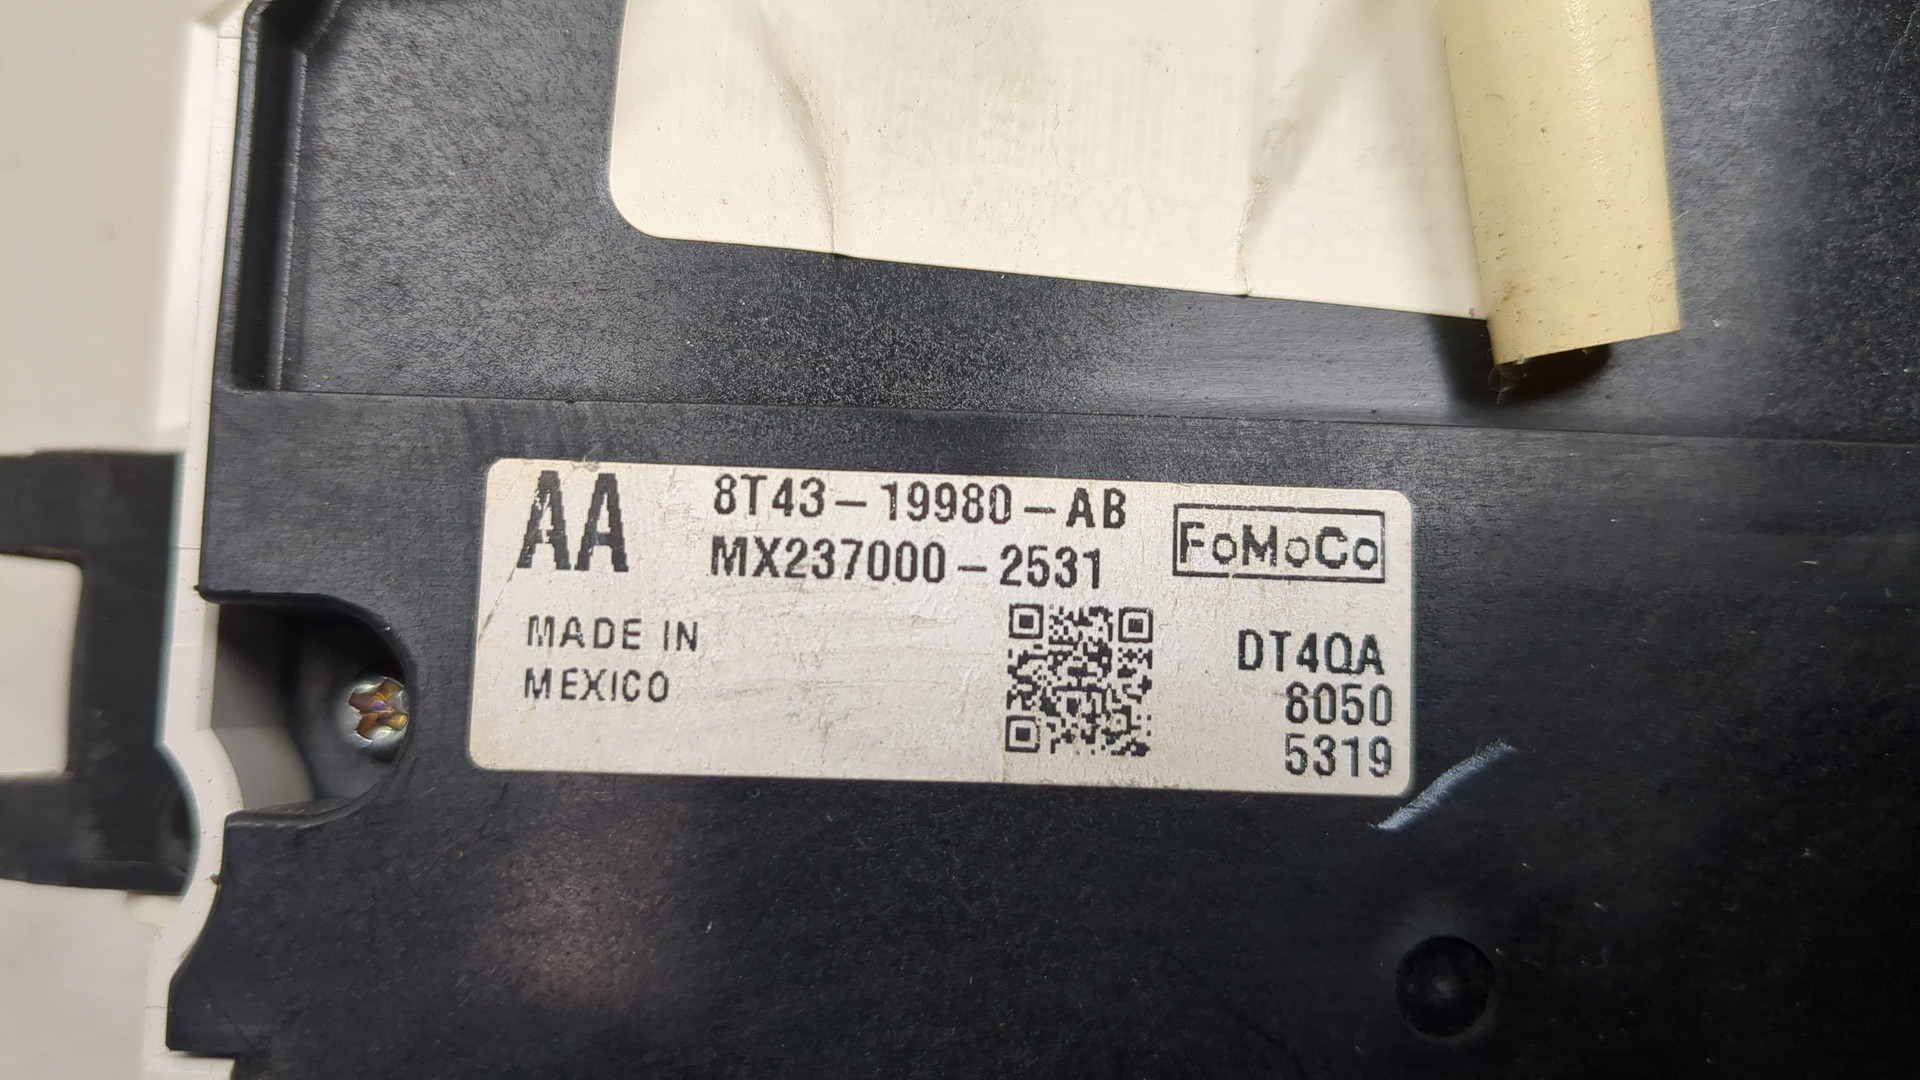 AA
8T43-19980-AB
MX237000-2531
FoMoCo
MADE IN
MEXICO
DT4QA
8050
5319